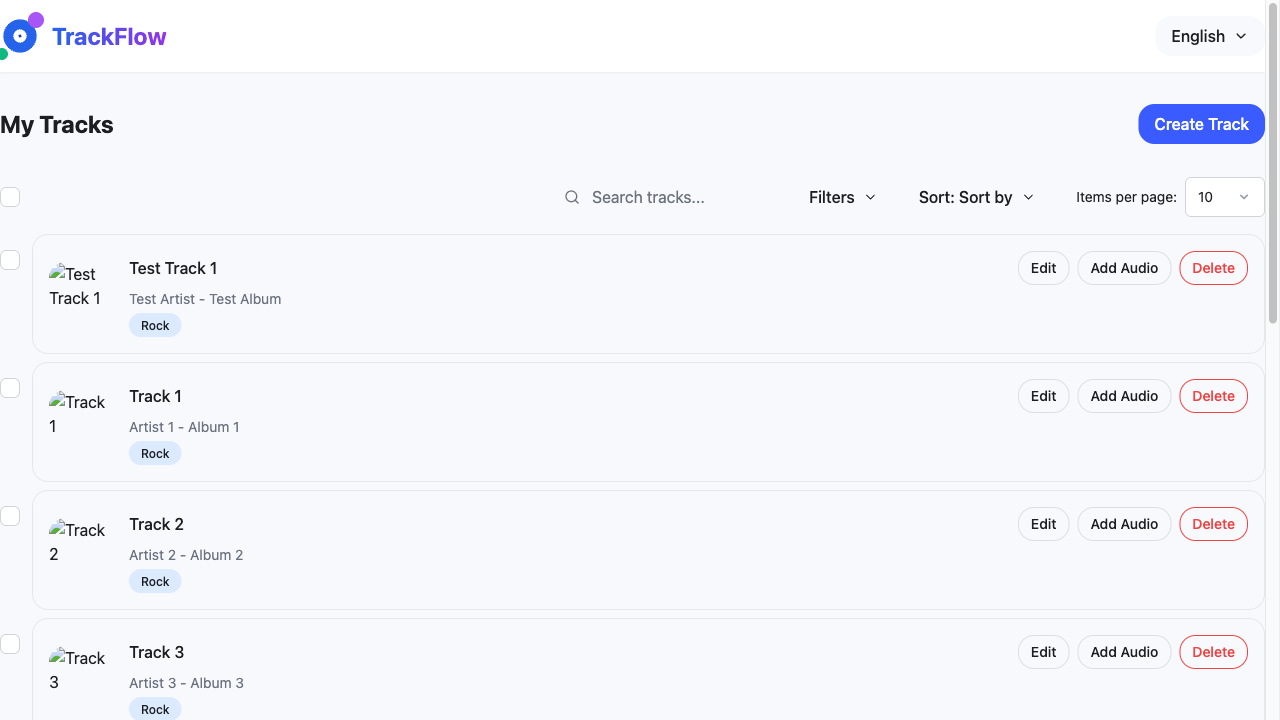 TrackFlow
English
My Tracks
Create Track
Search tracks...
Filters
Sort: Sort by
Items per page:
10
Test Track 1
Test Track 1
Test Artist - Test Album
Rock
Edit
Add Audio
Delete
Track 1
Track 1
Artist 1 - Album 1
Rock
Edit
Add Audio
Delete
Track 2
Track 2
Artist 2 - Album 2
Rock
Edit
Add Audio
Delete
Track 3
Track 3
Artist 3 - Album 3
Rock
Edit
Add Audio
Delete